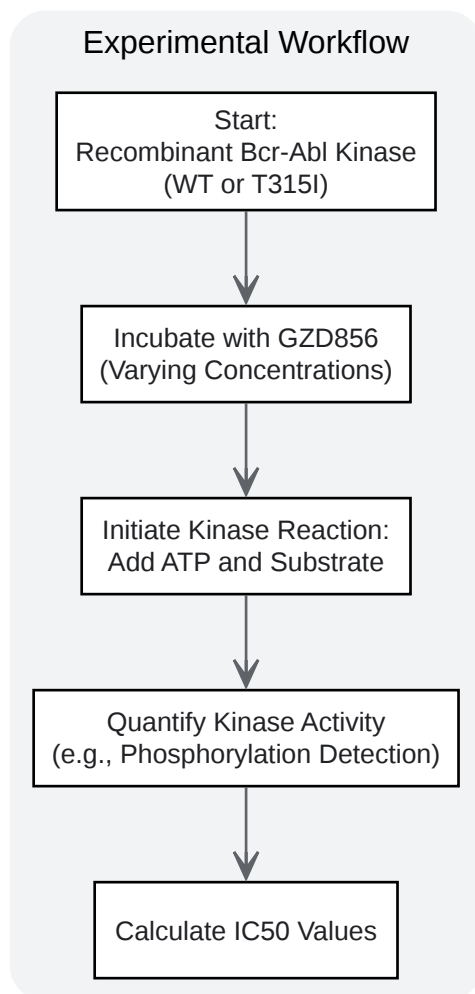 Experimental Workflow
Start:
Recombinant Bcr-Abl Kinase
(WT or T315I)
Incubate with GZD856
(Varying Concentrations)
Initiate Kinase Reaction:
Add ATP and Substrate
Quantify Kinase Activity
(e.g., Phosphorylation Detection)
Calculate IC50 Values